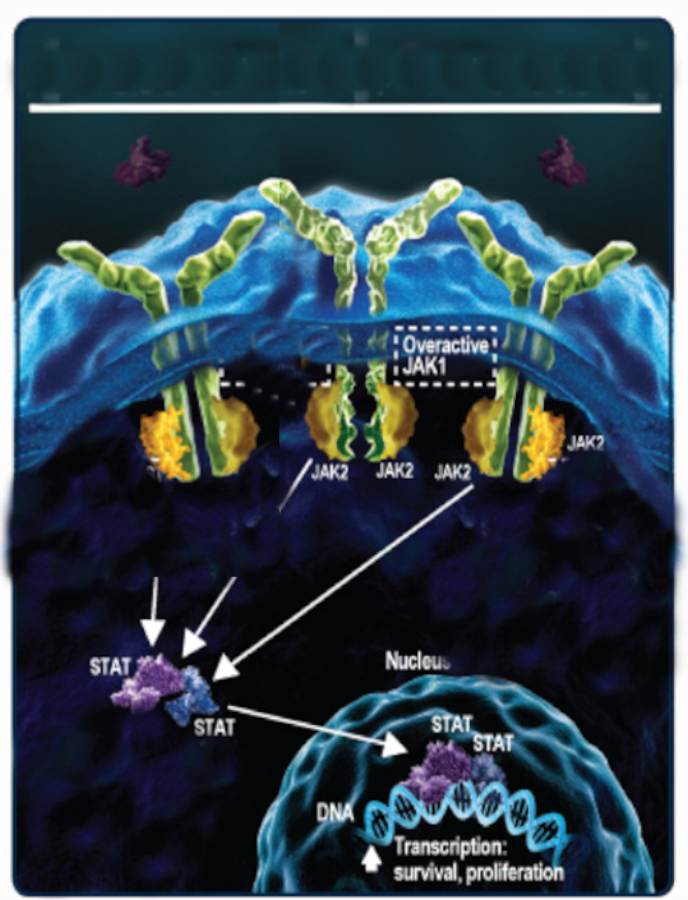 Overactive
JAK1
JAK2
JAK2
JAK2
JAK2
STAT
STAT
Nucleus
STAT
STAT
DNA
Transcription:
survival, proliferation